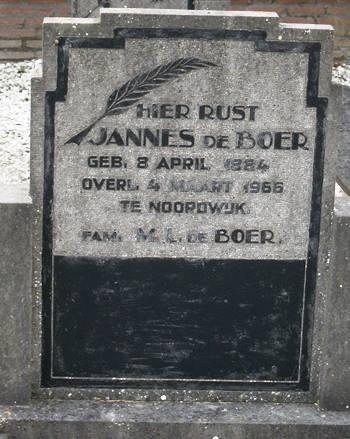 HIER RUST
JANNES DE BOER
GEB. 8 APRIL 1884
OVERL. 4 MAART 1966
TE NOORDWIJK.
FAM. M. L. DE BOER.